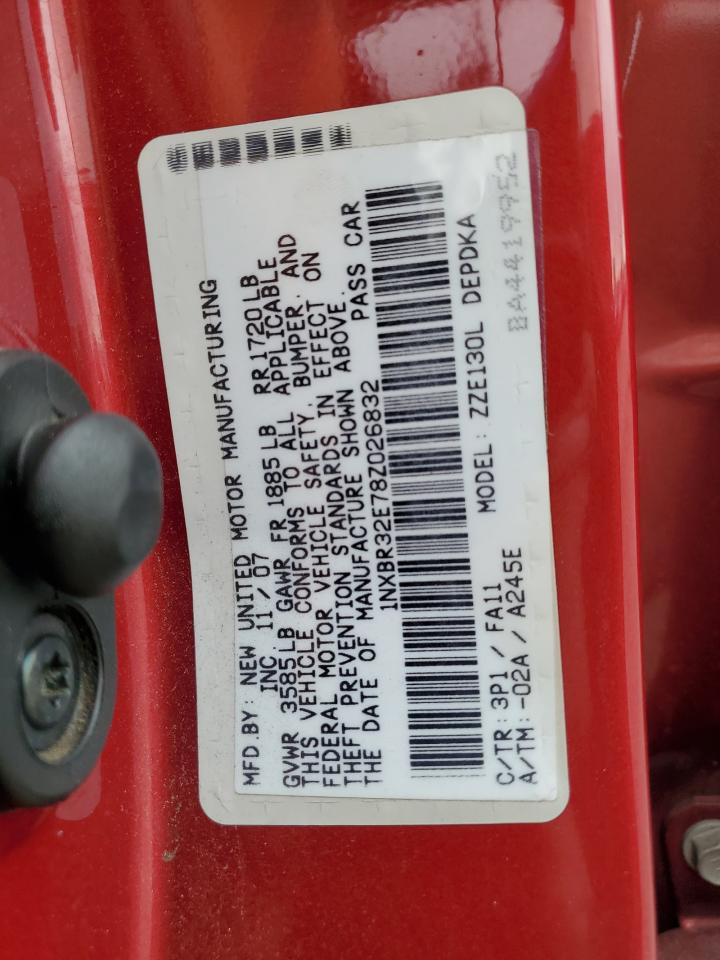 MFD.BY: NEW UNITED MOTOR MANUFACTURING
INC. 11/07
GVWR 3585LB GAWR FR 1885LB RR1720LB
THIS VEHICLE CONFORMS TO ALL APPLICABLE
FEDERAL MOTOR VEHICLE SAFETY, BUMPER, AND
THEFT PREVENTION STANDARDS IN EFFECT ON
THE DATE OF MANUFACTURE SHOWN ABOVE.
1NXBR32E78Z026832 PASS CAR
MODEL: ZZE130L DEPDKA
C/TR: 3P1 / FA11
A/TM: -02A / A245E
BA4419952